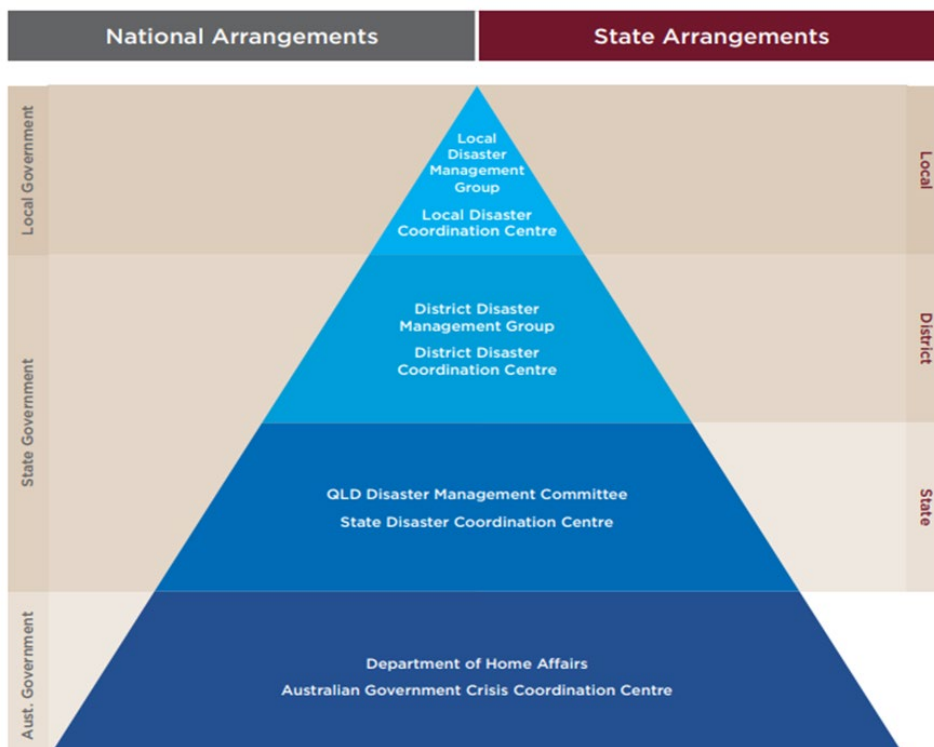 National Arrangements
State Arrangements
Local Government
Local
Disaster
Management
Group
Local Disaster
Coordination Centre
Local
State Government
District Disaster
Management Group
District Disaster
Coordination Centre
District
QLD Disaster Management Committee
State Disaster Coordination Centre
State
Aust. Government
Department of Home Affairs
Australian Government Crisis Coordination Centre